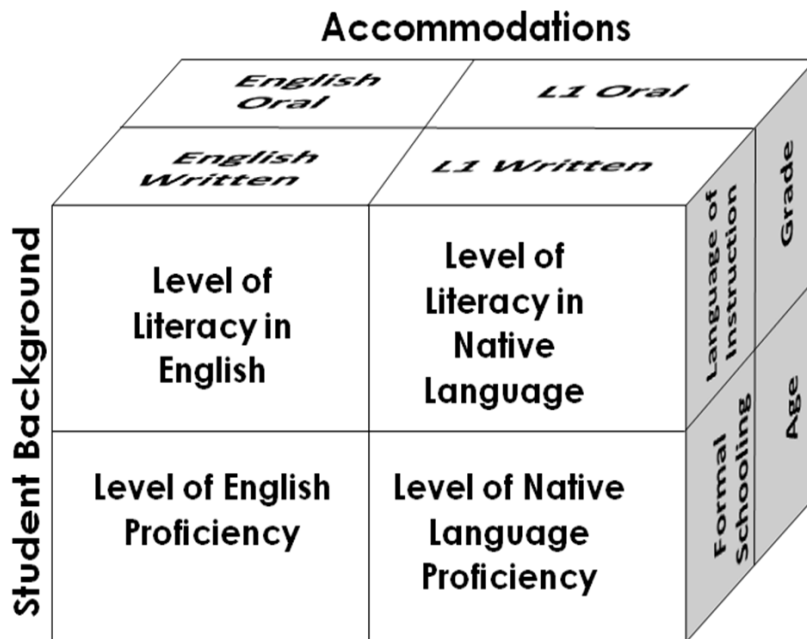 Accommodations
English
Oral
L1 Oral
English
Written
L1 Written
Student Background
Level of
Literacy in
English
Level of
Literacy in
Native
Language
Language of
Instruction
Grade
Level of English
Proficiency
Level of Native
Language
Proficiency
Formal
Schooling
Age